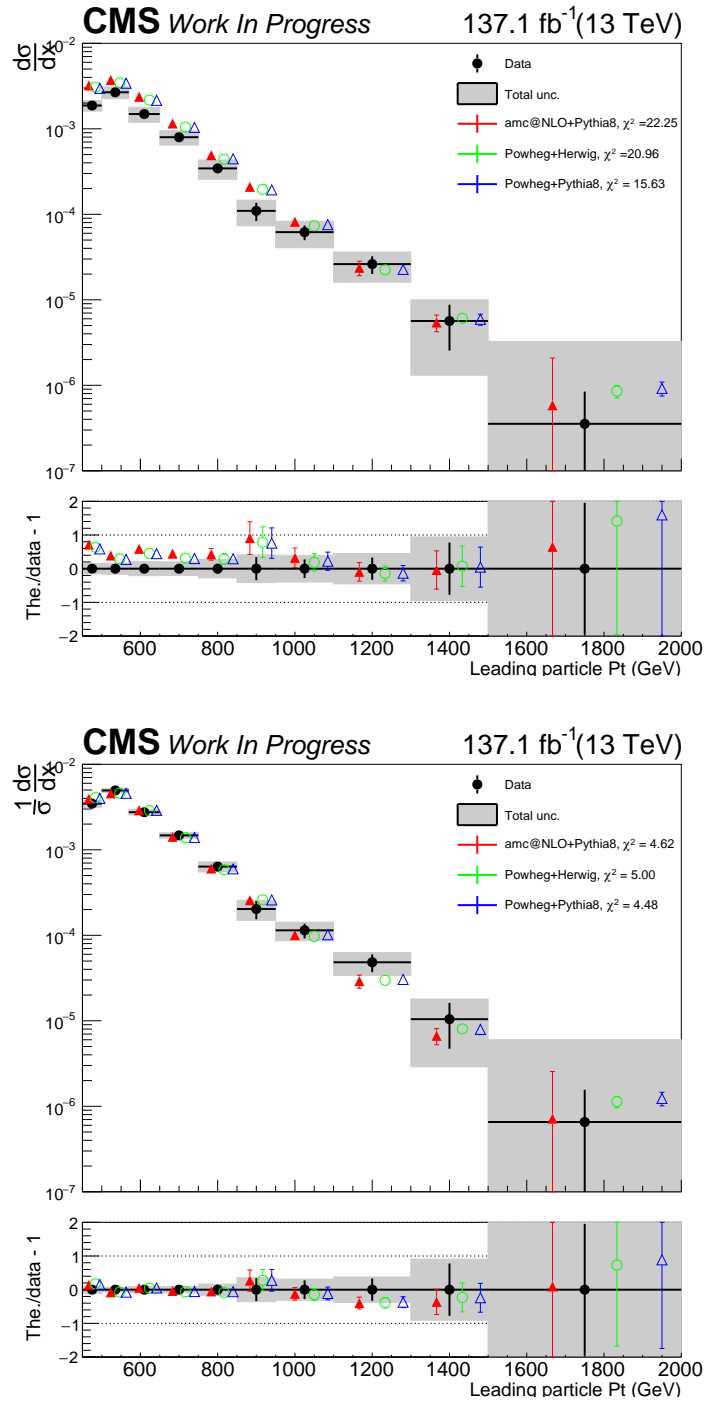 CMS Work In Progress 137.1 fb⁻¹(13 TeV)
dσ/dx
10⁻²
10⁻³
10⁻⁴
10⁻⁵
10⁻⁶
10⁻⁷
Data
Total unc.
amc@NLO+Pythia8, χ² =22.25
Powheg+Herwig, χ² =20.96
Powheg+Pythia8, χ² = 15.63
The./data - 1
2
1
0
−1
−2
600 800 1000 1200 1400 1600 1800 2000
Leading particle Pt (GeV)
CMS Work In Progress 137.1 fb⁻¹(13 TeV)
1/σ dσ/dx
10⁻²
10⁻³
10⁻⁴
10⁻⁵
10⁻⁶
10⁻⁷
Data
Total unc.
amc@NLO+Pythia8, χ² = 4.62
Powheg+Herwig, χ² = 5.00
Powheg+Pythia8, χ² = 4.48
The./data - 1
2
1
0
−1
−2
600 800 1000 1200 1400 1600 1800 2000
Leading particle Pt (GeV)